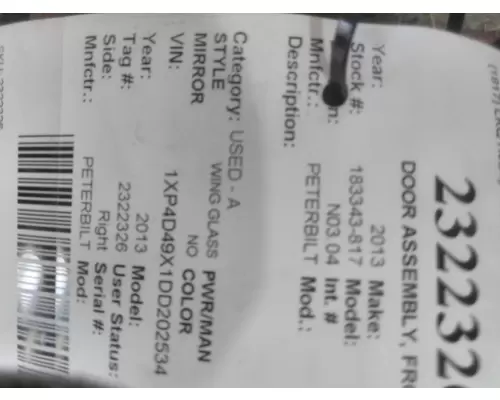 232232
DOOR ASSEMBLY, FR
Year: 2013 Make:
Stock #: 183343-817 Model:
n: N03 04 Int. #
Mnfctr.: PETERBILT Mod.:
Description:
Category: USED - A
STYLE WING GLASS PWR/MAN
MIRROR NO COLOR
VIN: 1XP4D49X1DD202534
Year: 2013 Model:
Tag #: 2322326 User Status:
Side: Right Serial #:
Mnfctr.: PETERBILT Mod: